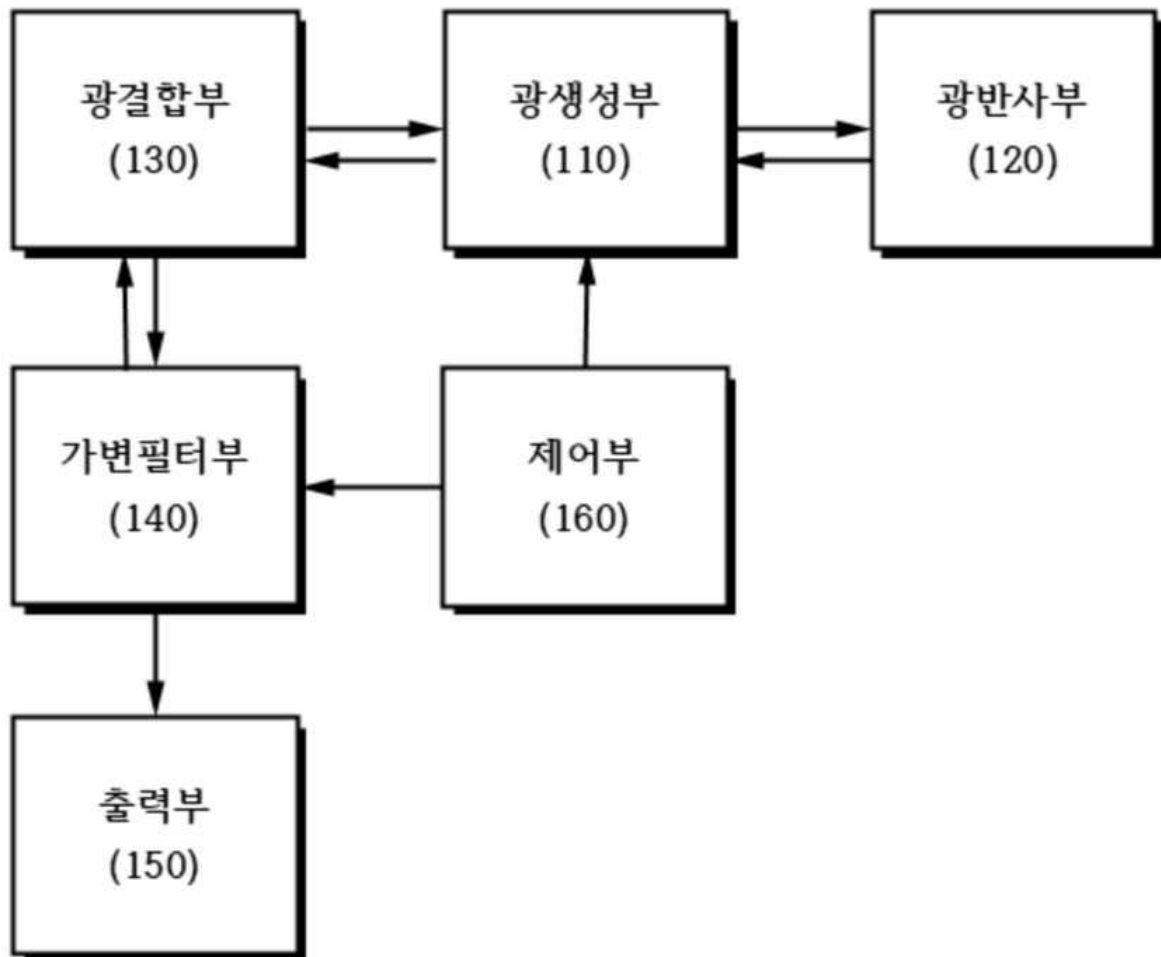 광결합부
(130)
광생성부
(110)
광반사부
(120)
가변필터부
(140)
제어부
(160)
출력부
(150)